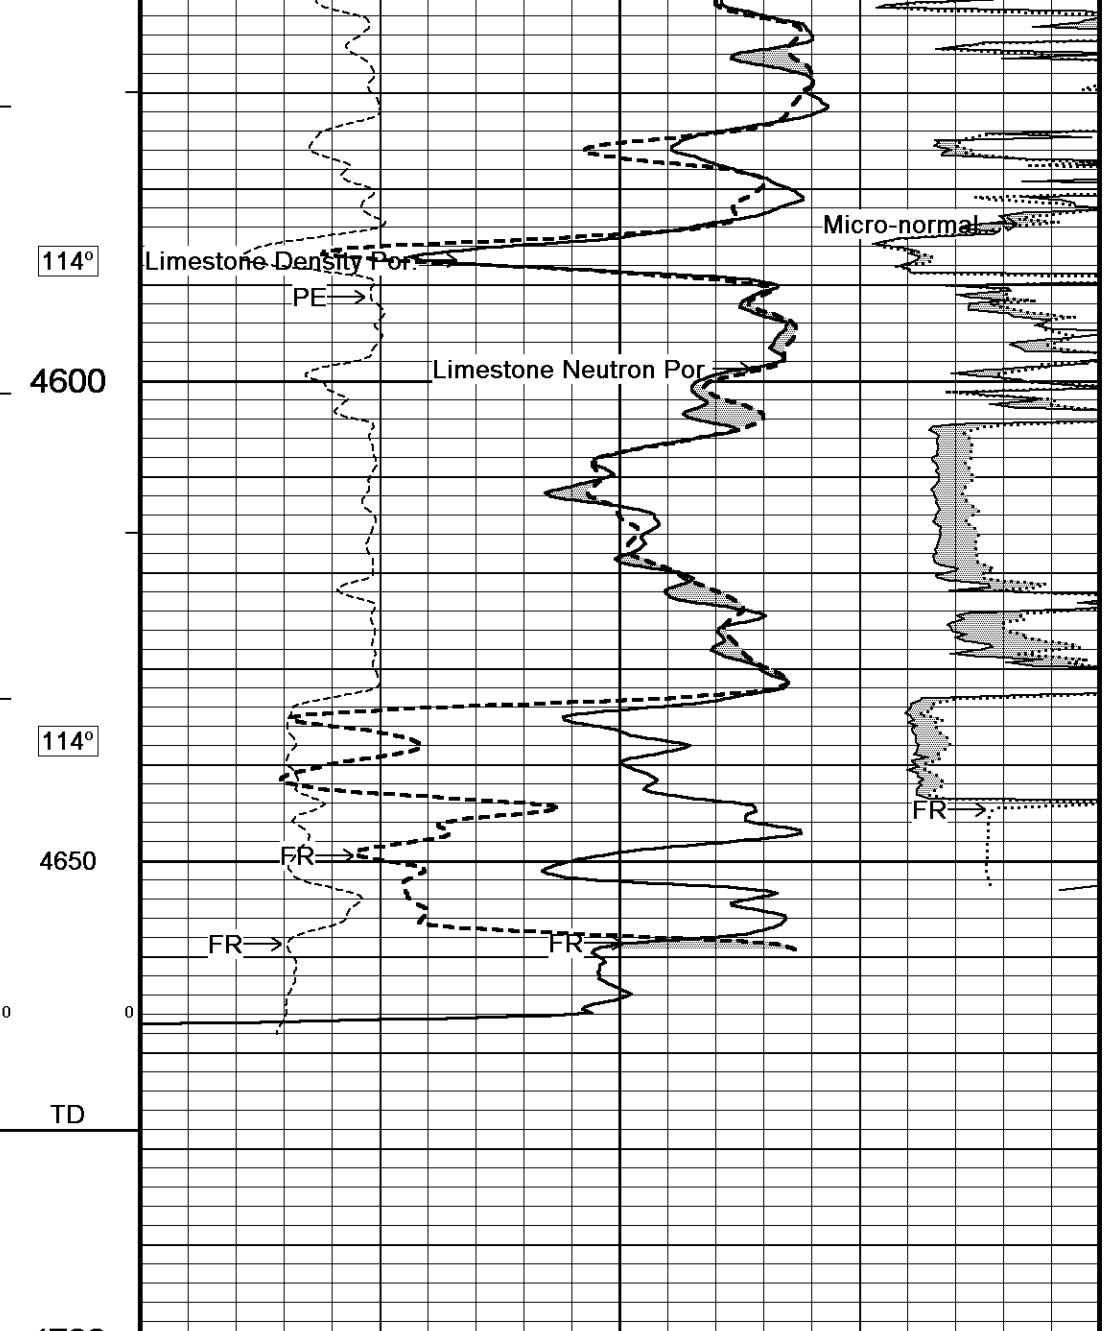 Micro-normal
114° Limestone Density Por.
PE
4600
Limestone Neutron Por
114°
FR
4650
FR
FR
FR
0
0
TD